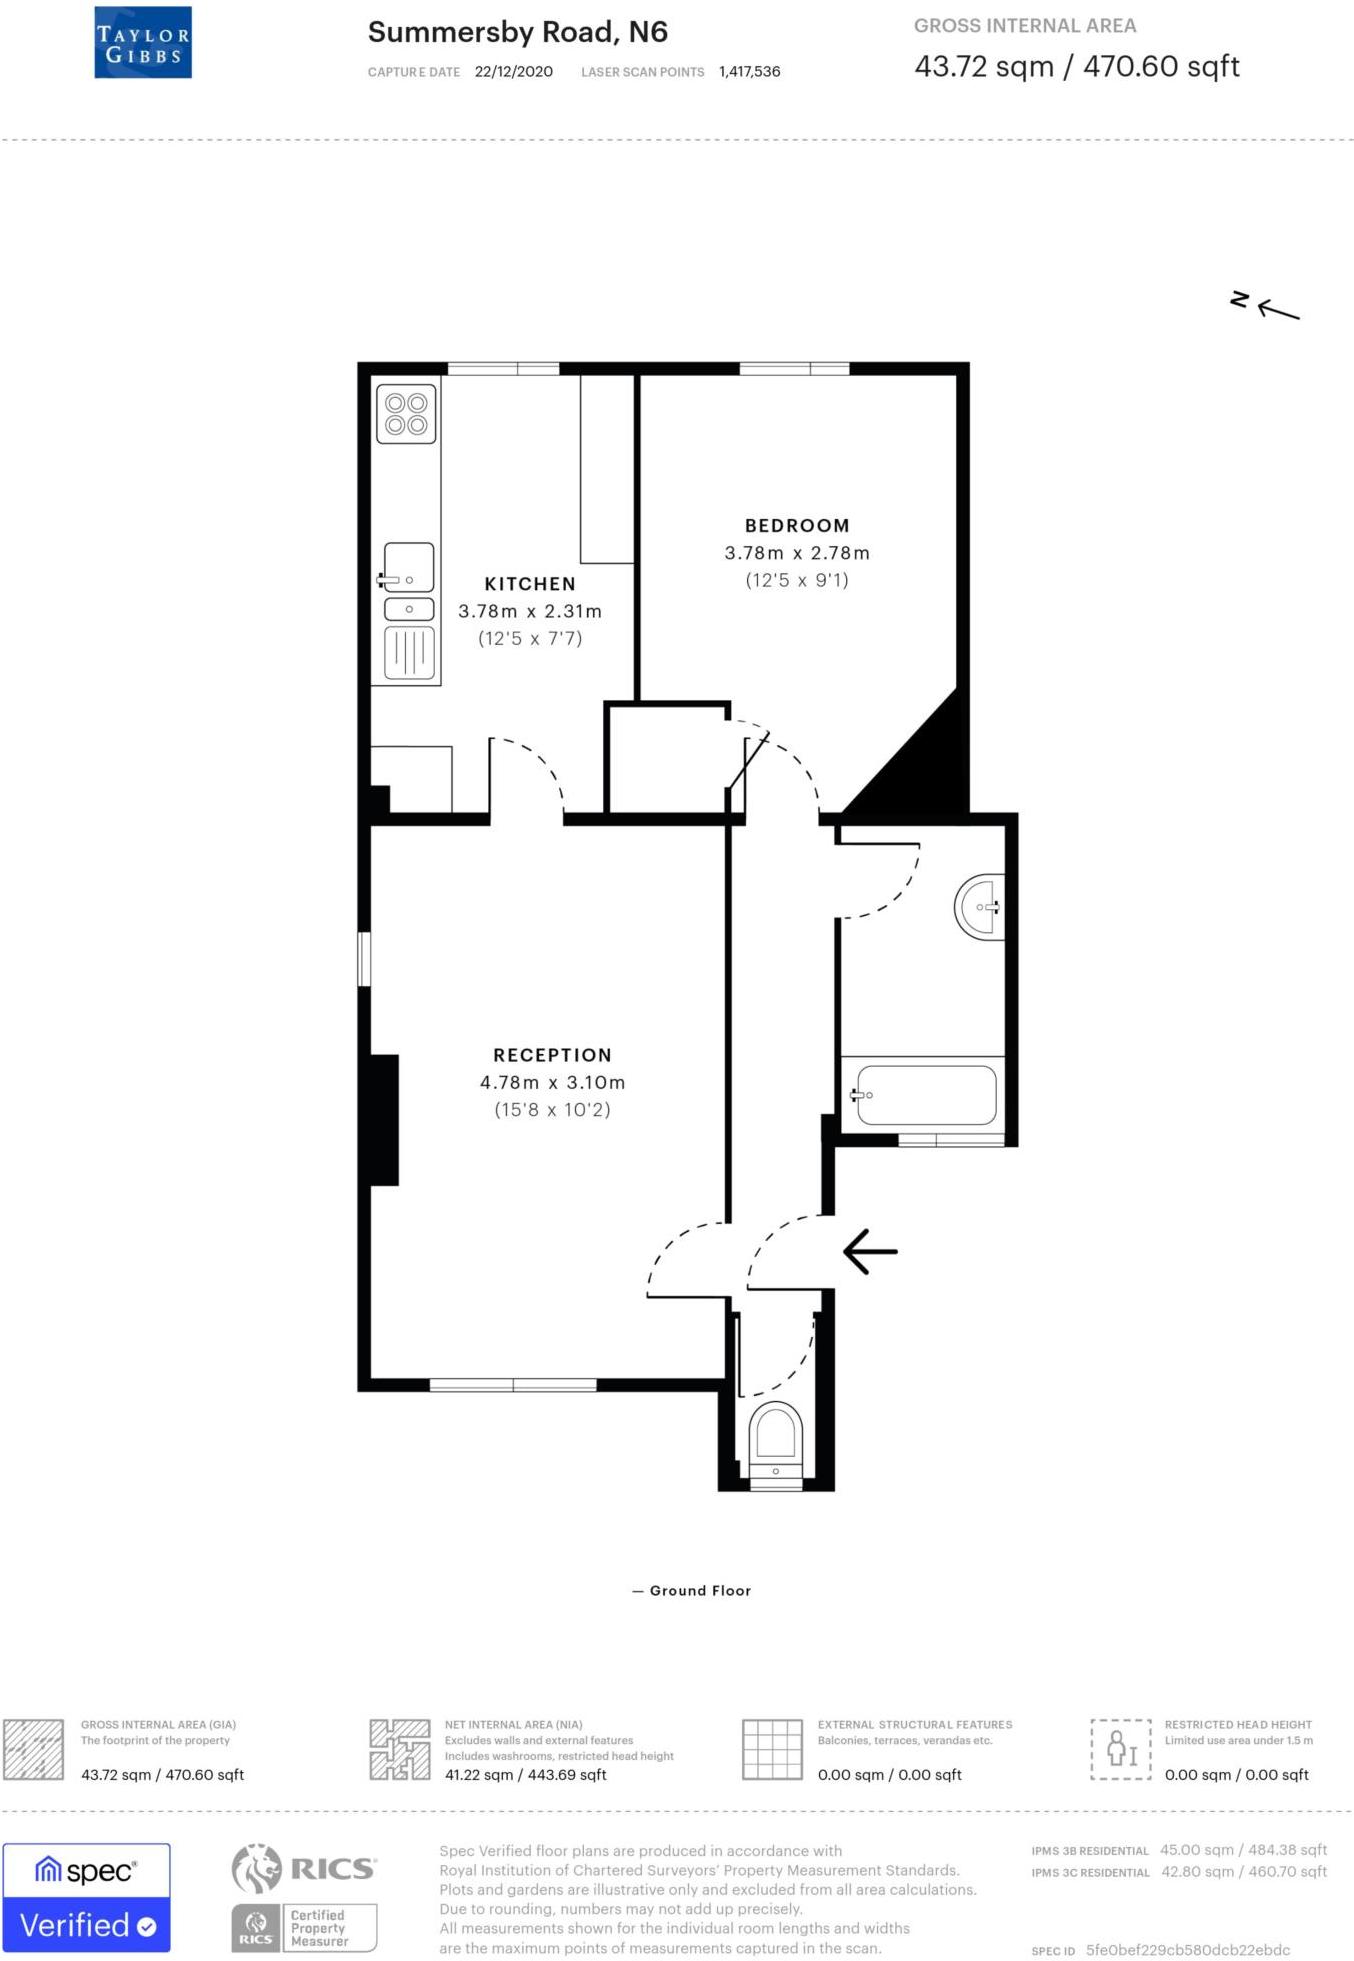 TAYLOR
GIBBS
Summersby Road, N6
CAPTURE DATE 22/12/2020 LASER SCAN POINTS 1,417,536
GROSS INTERNAL AREA
43.72 sqm / 470.60 sqft
N
BEDROOM
3.78m x 2.78m
(12'5 x 9'1)
KITCHEN
3.78m x 2.31m
(12'5 x 7'7)
RECEPTION
4.78m x 3.10m
(15'8 x 10'2)
— Ground Floor
GROSS INTERNAL AREA (GIA)
The footprint of the property
43.72 sqm / 470.60 sqft
NET INTERNAL AREA (NIA)
Excludes walls and external features
Includes washrooms, restricted head height
41.22 sqm / 443.69 sqft
EXTERNAL STRUCTURAL FEATURES
Balconies, terraces, verandas etc.
0.00 sqm / 0.00 sqft
RESTRICTED HEAD HEIGHT
Limited use area under 1.5 m
0.00 sqm / 0.00 sqft
spec®
Verified
RICS®
RICS
Certified
Property
Measurer
Spec Verified floor plans are produced in accordance with
Royal Institution of Chartered Surveyors' Property Measurement Standards.
Plots and gardens are illustrative only and excluded from all area calculations.
Due to rounding, numbers may not add up precisely.
All measurements shown for the individual room lengths and widths
are the maximum points of measurements captured in the scan.
IPMS 3B RESIDENTIAL 45.00 sqm / 484.38 sqft
IPMS 3C RESIDENTIAL 42.80 sqm / 460.70 sqft
SPEC ID 5fe0bef229cb580dcb22ebdc